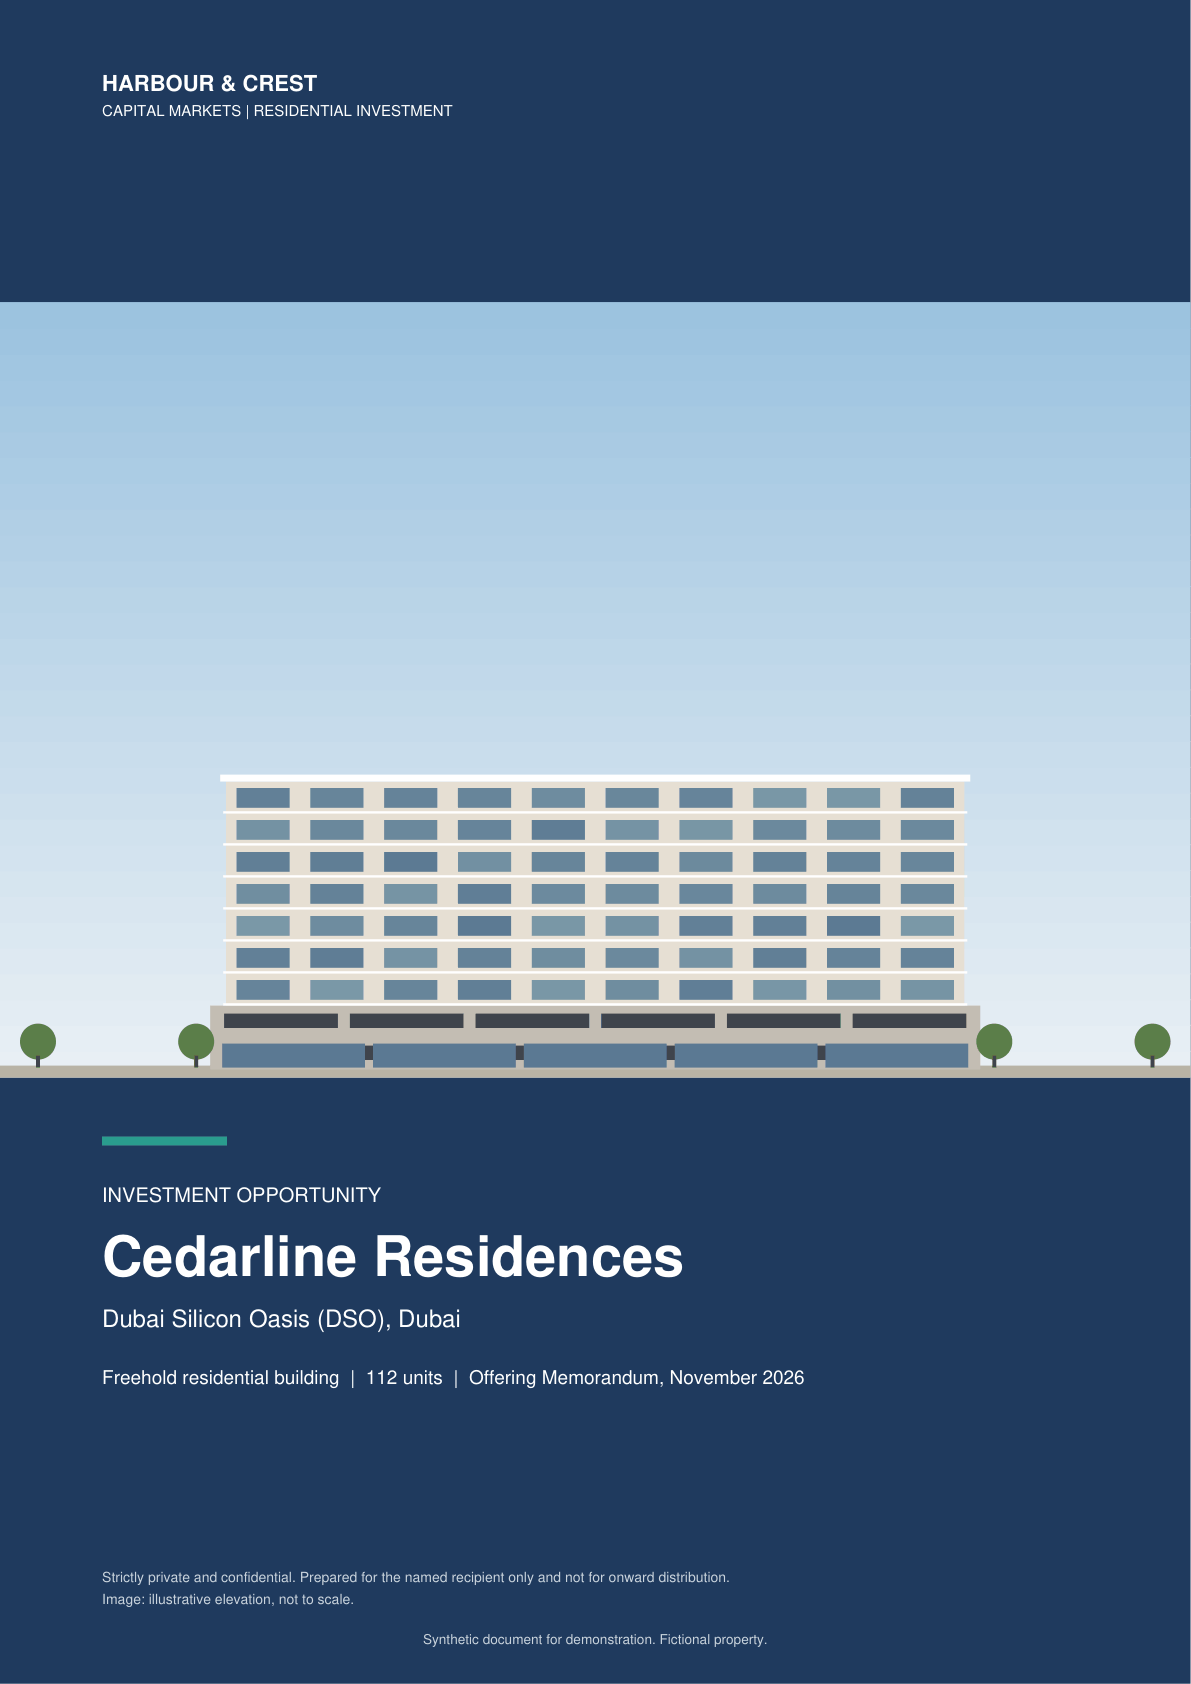 HARBOUR & CREST
CAPITAL MARKETS | RESIDENTIAL INVESTMENT
INVESTMENT OPPORTUNITY
Cedarline Residences
Dubai Silicon Oasis (DSO), Dubai
Freehold residential building | 112 units | Offering Memorandum, November 2026
Strictly private and confidential. Prepared for the named recipient only and not for onward distribution.
Image: illustrative elevation, not to scale.
Synthetic document for demonstration. Fictional property.